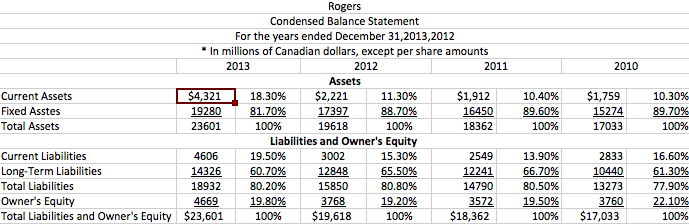 Rogers
Condensed Balance Statement
For the years ended December 31,2013,2012
* In millions of Canadian dollars, except per share amounts
2013 2012 2011 2010
Assets
Current Assets $4,321 18.30% $2,221 11.30% $1,912 10.40% $1,759 10.30%
Fixed Asstes 19280 81.70% 17397 88.70% 16450 89.60% 15274 89.70%
Total Assets 23601 100% 19618 100% 18362 100% 17033 100%
Liabilities and Owner's Equity
Current Liabilities 4606 19.50% 3002 15.30% 2549 13.90% 2833 16.60%
Long-Term Liabilities 14326 60.70% 12848 65.50% 12241 66.70% 10440 61.30%
Total Liabilities 18932 80.20% 15850 80.80% 14790 80.50% 13273 77.90%
Owner's Equity 4669 19.80% 3768 19.20% 3572 19.50% 3760 22.10%
Total Liabilities and Owner's Equity $23,601 100% $19,618 100% $18,362 100% $17,033 100%